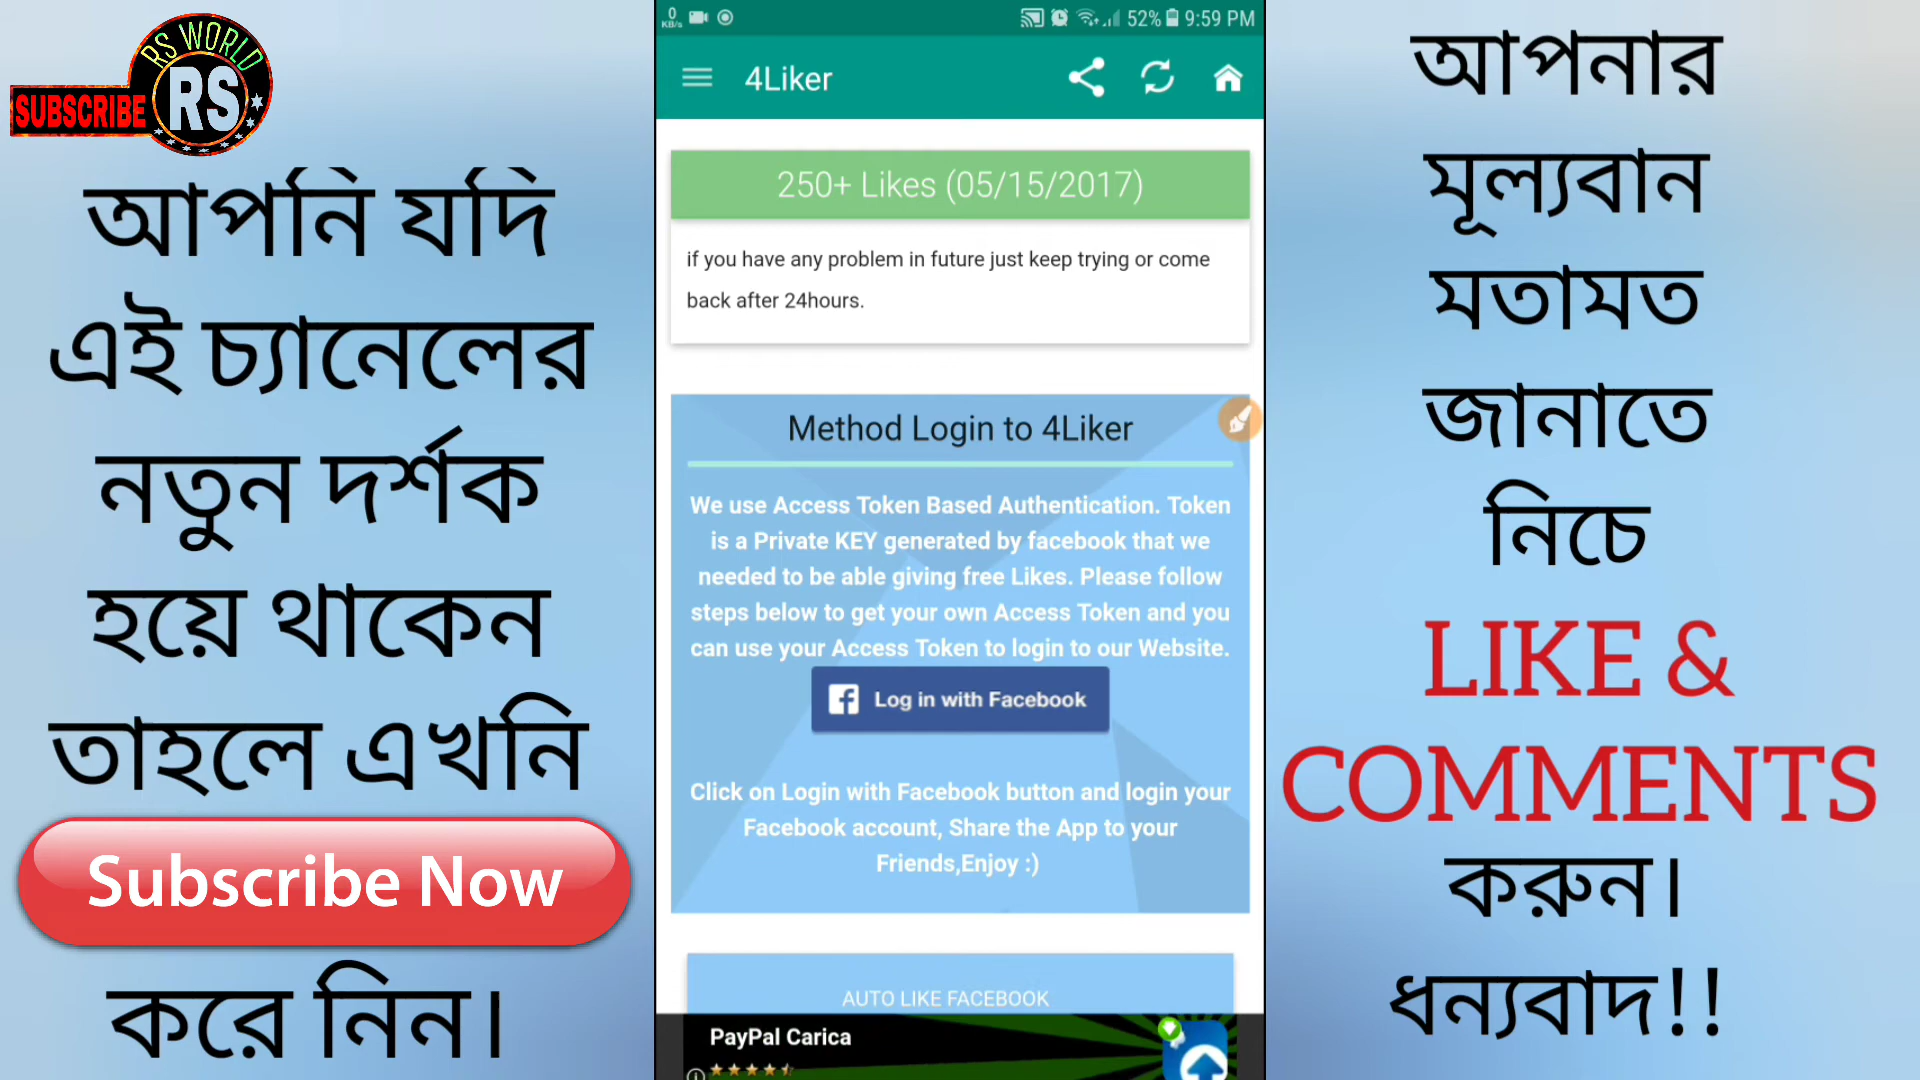 RS WORLD
SUBSCRIBE
RS
আপনি যদি
এই চ্যানেলের
নতুন দর্শক
হয়ে থাকেন
তাহলে এখনি
Subscribe Now
করে নিন।
0
KB/s
52%
9:59 PM
4Liker
250+ Likes (05/15/2017)
if you have any problem in future just keep trying or come
back after 24hours.
Method Login to 4Liker
We use Access Token Based Authentication. Token
is a Private KEY generated by facebook that we
needed to be able giving free Likes. Please follow
steps below to get your own Access Token and you
can use your Access Token to login to our Website.
Log in with Facebook
Click on Login with Facebook button and login your
Facebook account, Share the App to your
Friends,Enjoy :)
AUTO LIKE FACEBOOK
PayPal Carica
আপনার
মূল্যবান
মতামত
জানাতে
নিচে
LIKE &
COMMENTS
করুন।
ধন্যবাদ!!